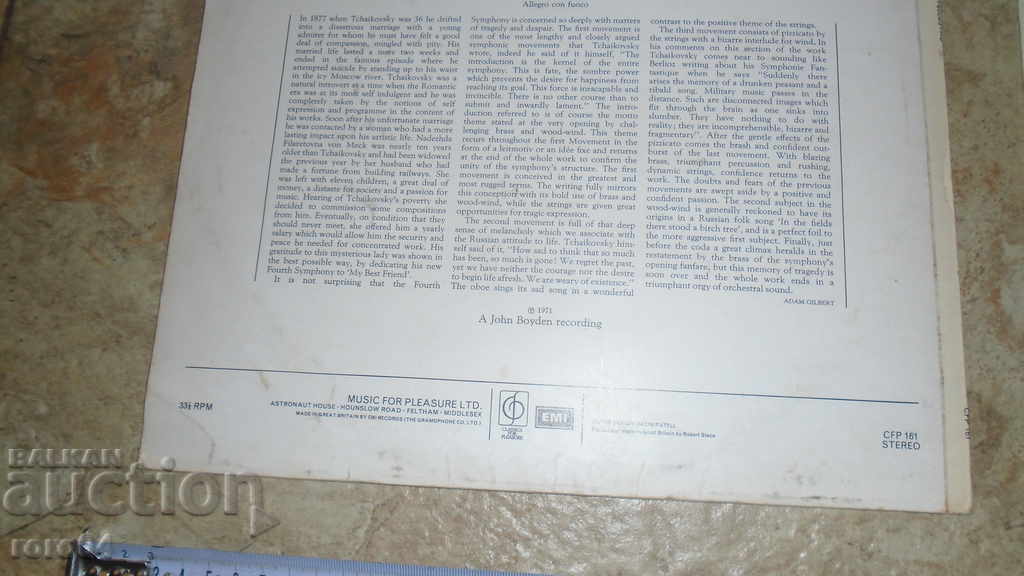 Allegro con fuoco
In 1877 when Tchaikovsky was 36 he drifted
into a disastrous marriage with a young
admirer for whom he must have felt a good
deal of compassion, mingled with pity. His
married life lasted a mere two weeks and
ended in the famous episode where he
attempted suicide by standing up to his waist
in the icy Moscow river. Tchaikovsky was a
natural introvert at a time when the Romantic
era was at its most self indulgent and he was
completely taken by the notions of self
expression and programme in the content of
his works. Soon after his unfortunate marriage
he was contacted by a woman who had a more
lasting impact upon his artistic life. Nadezhda
Filaretovna von Meck was nearly ten years
older than Tchaikovsky and had been widowed
the previous year by her husband who had
made a fortune from building railways. She
was left with eleven children, a great deal of
money, a distaste for society and a passion for
music. Hearing of Tchaikovsky's poverty she
decided to commission some compositions
from him. Eventually, on condition that they
should never meet, she offered him a yearly
salary which would allow him the security and
peace he needed for concentrated work. His
gratitude to this mysterious lady was shown in
the best possible way, by dedicating his new
Fourth Symphony to 'My Best Friend'.
It is not surprising that the Fourth
Symphony is concerned so deeply with matters
of tragedy and despair. The first movement is
one of the most lengthy and closely argued
symphonic movements that Tchaikovsky
wrote, indeed he said of it himself, "The
introduction is the kernel of the entire
symphony. This is fate, the sombre power
which prevents the desire for happiness from
reaching its goal. This force is inescapable and
invincible. There is no other course than to
submit and inwardly lament." The intro-
duction referred to is of course the motto
theme stated at the very opening by chal-
lenging brass and wood-wind. This theme
recurs throughout the first Movement in the
form of a leitmotiv or an idée fixe and returns
at the end of the whole work to confirm the
unity of the symphony's structure. The first
movement is conceived in the greatest and
most rugged terms. The writing fully mirrors
this conception with its bold use of brass and
wood-wind, while the strings are given great
opportunities for tragic expression.
The second movement is full of that deep
sense of melancholy which we associate with
the Russian attitude to life. Tchaikovsky him-
self said of it, "How sad to think that so much
has been, so much is gone! We regret the past,
yet we have neither the courage nor the desire
to begin life afresh. We are weary of existence."
The oboe sings its sad song in a wonderful
contrast to the positive theme of the strings.
The third movement consists of pizzicato by
the strings with a bizarre interlude for wind. In
his comments on this section of the work
Tchaikovsky comes near to sounding like
Berlioz writing about his Symphonie Fan-
tastique when he says "Suddenly there
arises the memory of a drunken peasant and a
ribald song. Military music passes in the
distance. Such are disconnected images which
flit through the brain as one sinks into
slumber. They have nothing to do with
reality; they are incomprehensible, bizarre and
fragmentary". After the gentle effects of the
pizzicato comes the brash and confident out-
burst of the last movement. With blazing
brass, triumphant percussion and rushing,
dynamic strings, confidence returns to the
work. The doubts and fears of the previous
movements are swept aside by a positive and
confident passion. The second subject in the
wood-wind is generally reckoned to have its
origins in a Russian folk song 'In the fields
there stood a birch tree', and is a perfect foil to
the more aggressive first subject. Finally, just
before the coda a great climax heralds in the
restatement by the brass of the symphony's
opening fanfare, but this memory of tragedy is
soon over and the whole work ends in a
triumphant orgy of orchestral sound.
ADAM GILBERT
℗ 1971
A John Boyden recording
33⅓ RPM
MUSIC FOR PLEASURE LTD.
ASTRONAUT HOUSE · HOUNSLOW ROAD · FELTHAM · MIDDLESEX
MADE IN GREAT BRITAIN BY EMI RECORDS (THE GRAMOPHONE CO. LTD.)
CLASSICS
FOR
PLEASURE
EMI
Britain by Robert Stace
CFP 161
STEREO
CFP 161
BALKAN
auction
roro64